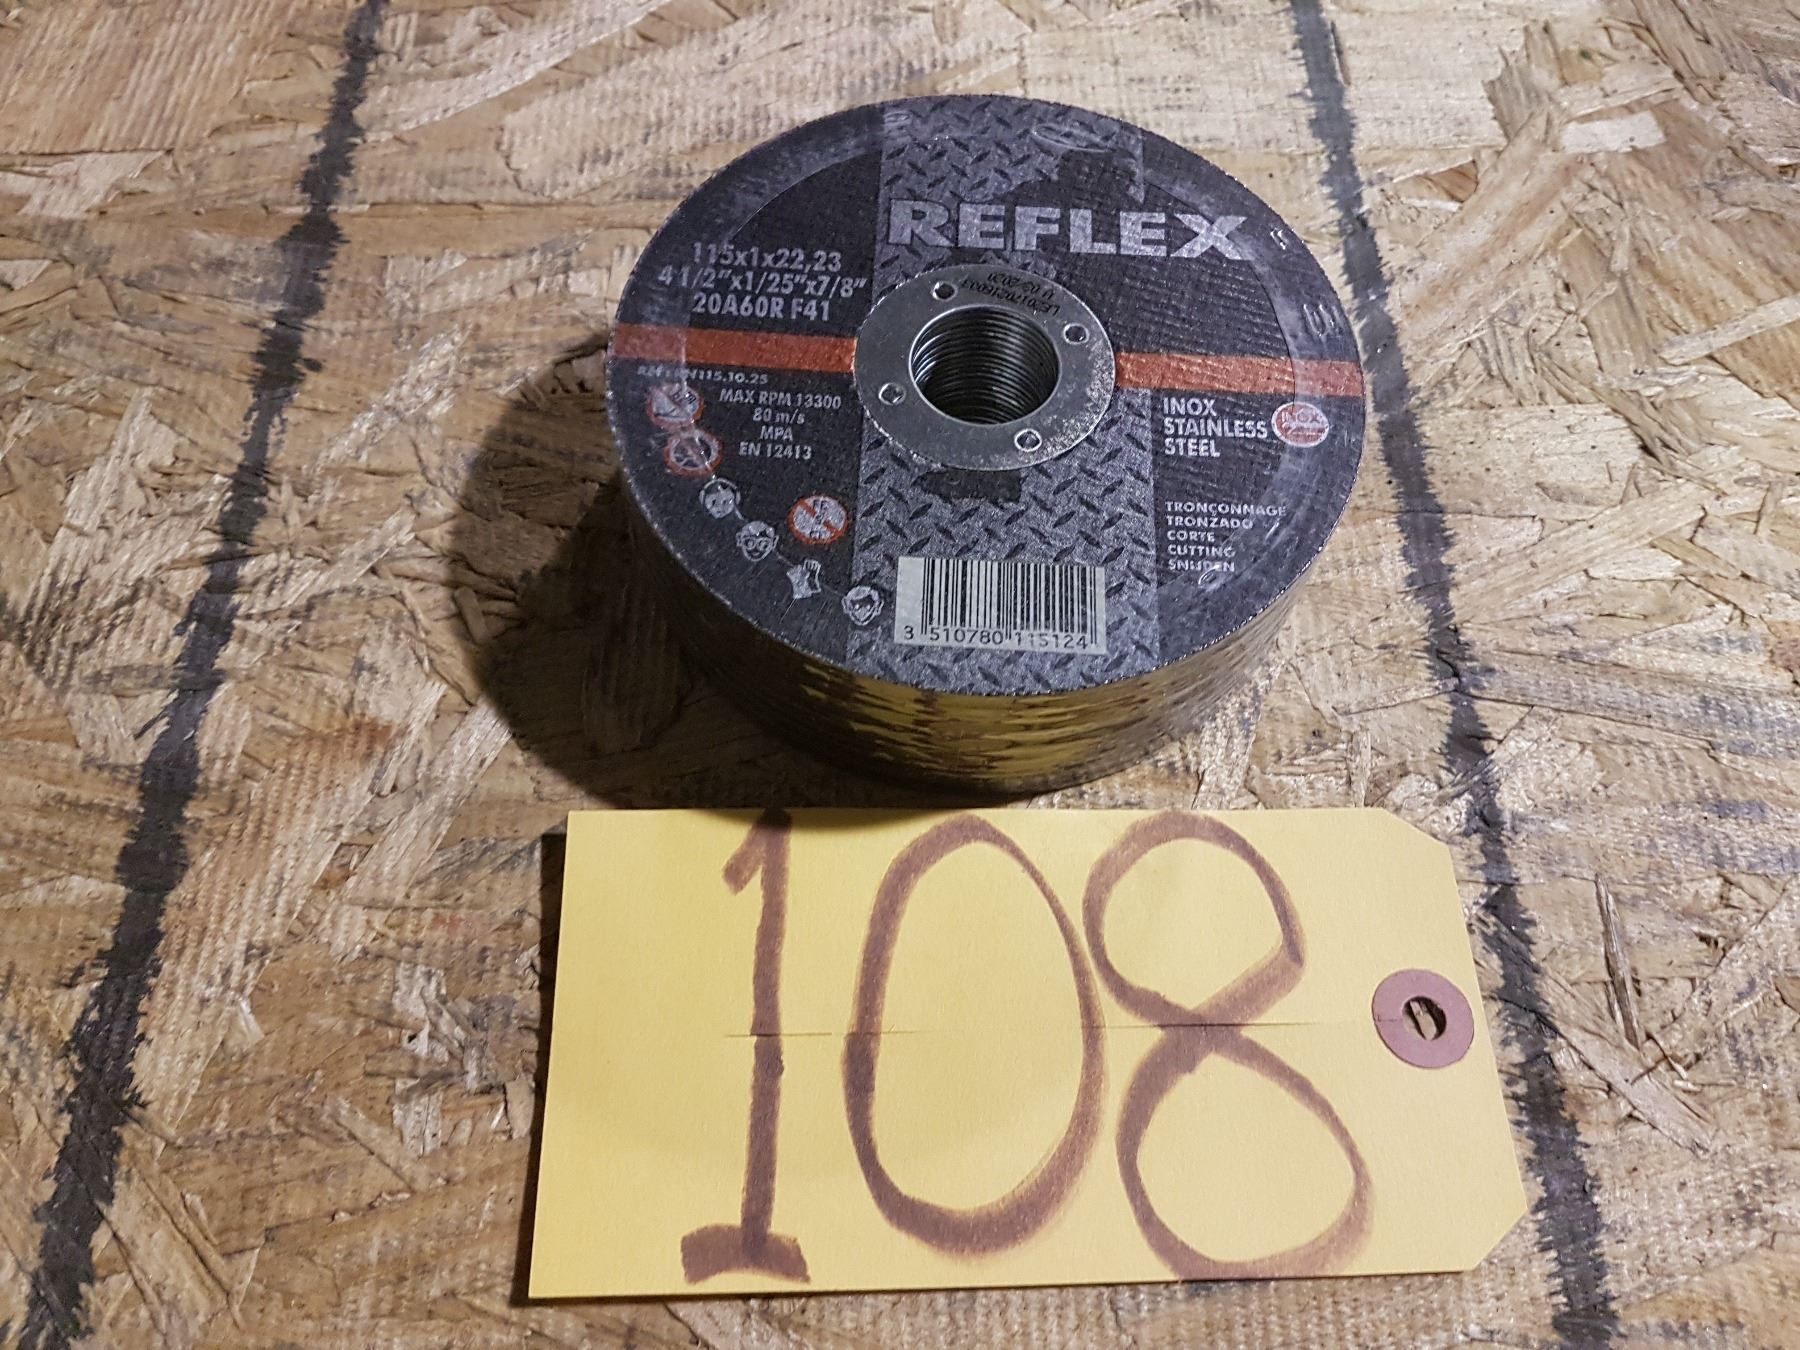 REFLEX
115x1x22,23
4 1/2"x1/25"x7/8"
20A60R F41
MAX RPM 13300
80 m/s
MPA
EN 12413
INOX
STAINLESS
STEEL
INOX
TRONÇONNAGE
TRONZADO
CORTE
CUTTING
SNIJDEN
3 510780 115124
108